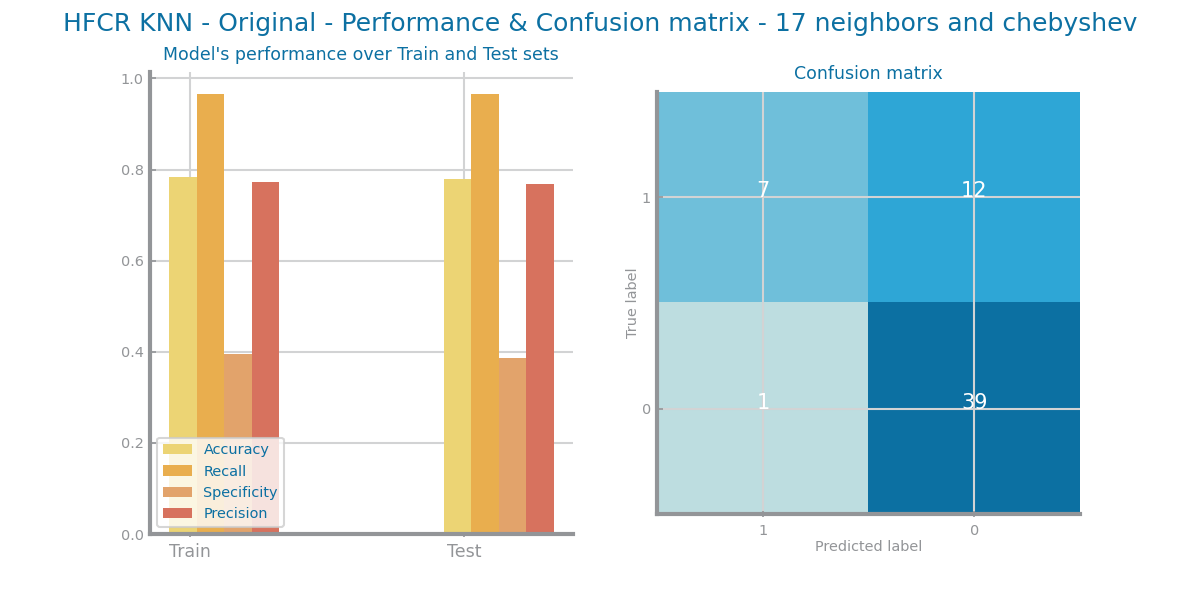 HFCR KNN - Original - Performance & Confusion matrix - 17 neighbors and chebyshev
Model's performance over Train and Test sets
1.0
0.8
0.6
0.4
0.2
0.0
Accuracy
Recall
Specificity
Precision
Train Test
Confusion matrix
True label
1
0
7 12
1 39
1 0
Predicted label